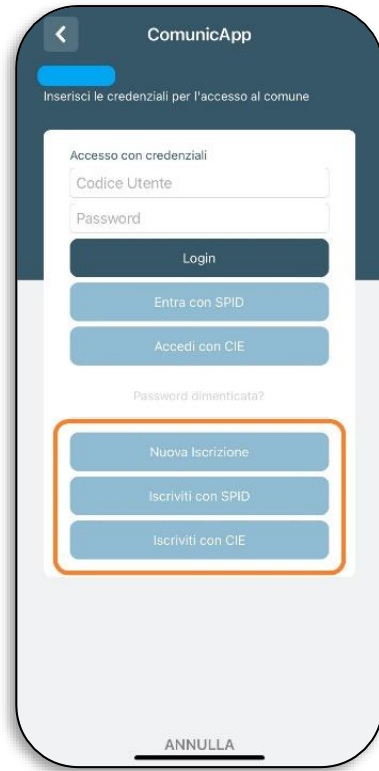 ComunicApp
Inserisci le credenziali per l'accesso al comune
Accesso con credenziali
Codice Utente
Password
Login
Entra con SPID
Accedi con CIE
Password dimenticata?
Nuova Iscrizione
Iscriviti con SPID
Iscriviti con CIE
ANNULLA